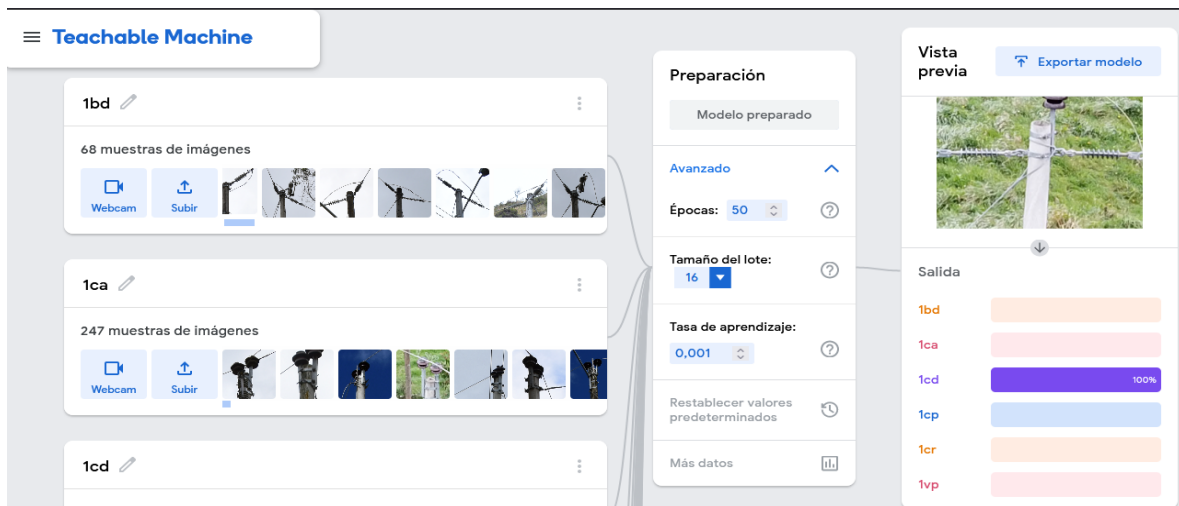 Teachable Machine
1bd
68 muestras de imágenes
Webcam
Subir
1ca
247 muestras de imágenes
Webcam
Subir
1cd
Preparación
Modelo preparado
Avanzado
Épocas: 50
Tamaño del lote:
16
Tasa de aprendizaje:
0,001
Restablecer valores
predeterminados
Más datos
Vista
previa
Exportar modelo
Salida
1bd
1ca
1cd 100%
1cp
1cr
1vp